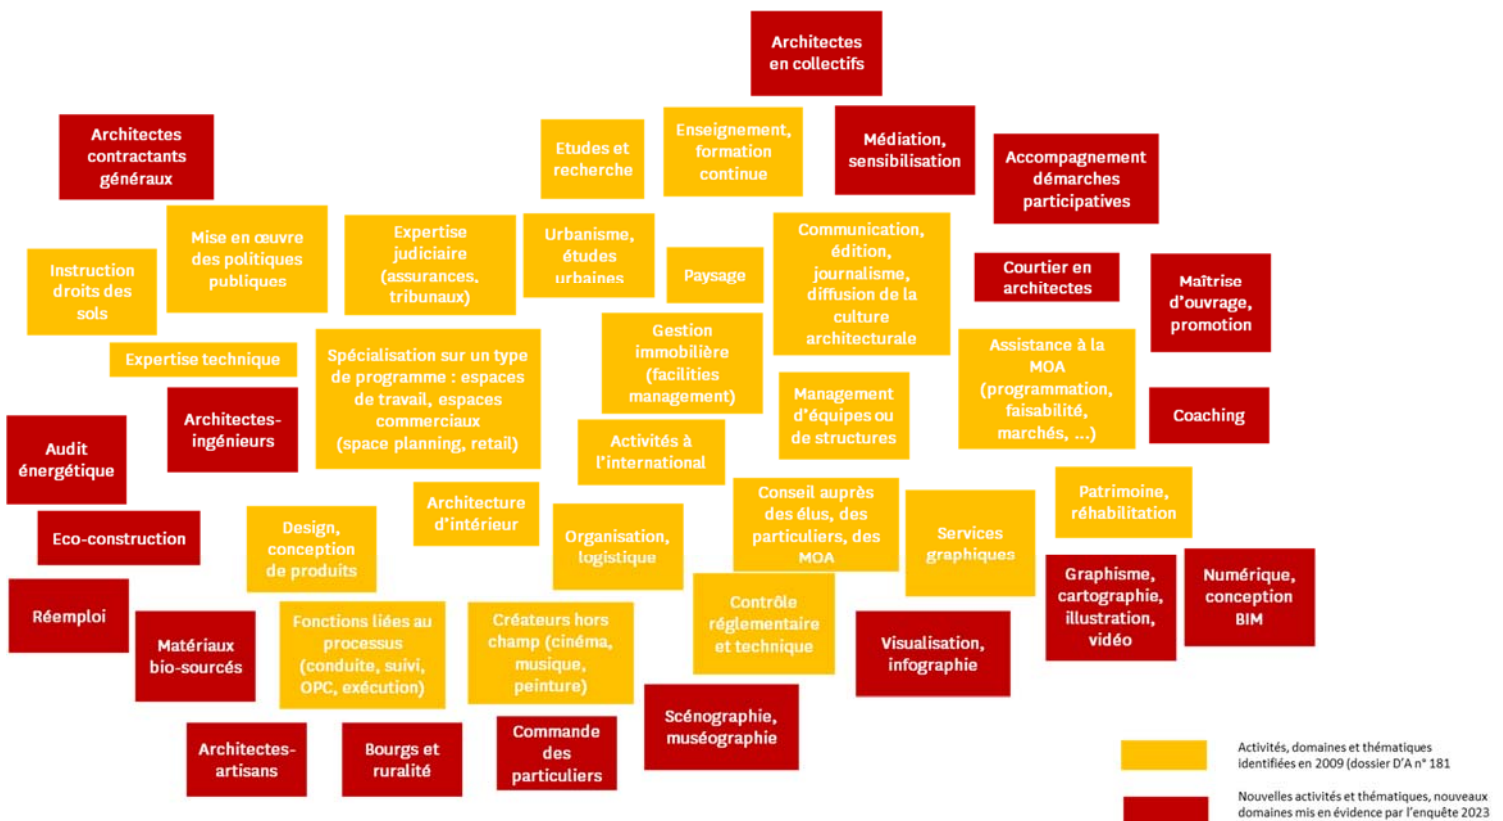 Architectes
en collectifs
Architectes
contractants
généraux
Etudes et
recherche
Enseignement,
formation
continue
Médiation,
sensibilisation
Accompagnement
démarches
participatives
Instruction
droits des
sols
Mise en œuvre
des politiques
publiques
Expertise
judiciaire
(assurances,
tribunaux)
Urbanisme,
études
urbaines
Paysage
Communication,
édition,
journalisme,
diffusion de la
culture
architecturale
Courtier en
architectes
Maîtrise
d'ouvrage,
promotion
Expertise technique
Spécialisation sur un type
de programme : espaces
de travail, espaces
commerciaux
(space planning, retail)
Gestion
immobilière
(facilities
management)
Management
d'équipes ou
de structures
Assistance à la
MOA
(programmation,
faisabilité,
marchés, ...)
Coaching
Audit
énergétique
Architectes-
ingénieurs
Activités à
l'international
Architecture
d'intérieur
Conseil auprès
des élus, des
particuliers, des
MOA
Services
graphiques
Patrimoine,
réhabilitation
Eco-construction
Design,
conception
de produits
Organisation,
logistique
Réemploi
Matériaux
bio-sourcés
Fonctions liées au
processus
(conduite, suivi,
OPC, exécution)
Créateurs hors
champ (cinéma,
musique,
peinture)
Contrôle
réglementaire
et technique
Visualisation,
infographie
Graphisme,
cartographie,
illustration,
vidéo
Numérique,
conception
BIM
Architectes-
artisans
Bourgs et
ruralité
Commande
des
particuliers
Scénographie,
muséographie
Activités, domaines et thématiques
identifiées en 2009 (dossier D'A n° 181
Nouvelles activités et thématiques, nouveaux
domaines mis en évidence par l'enquête 2023